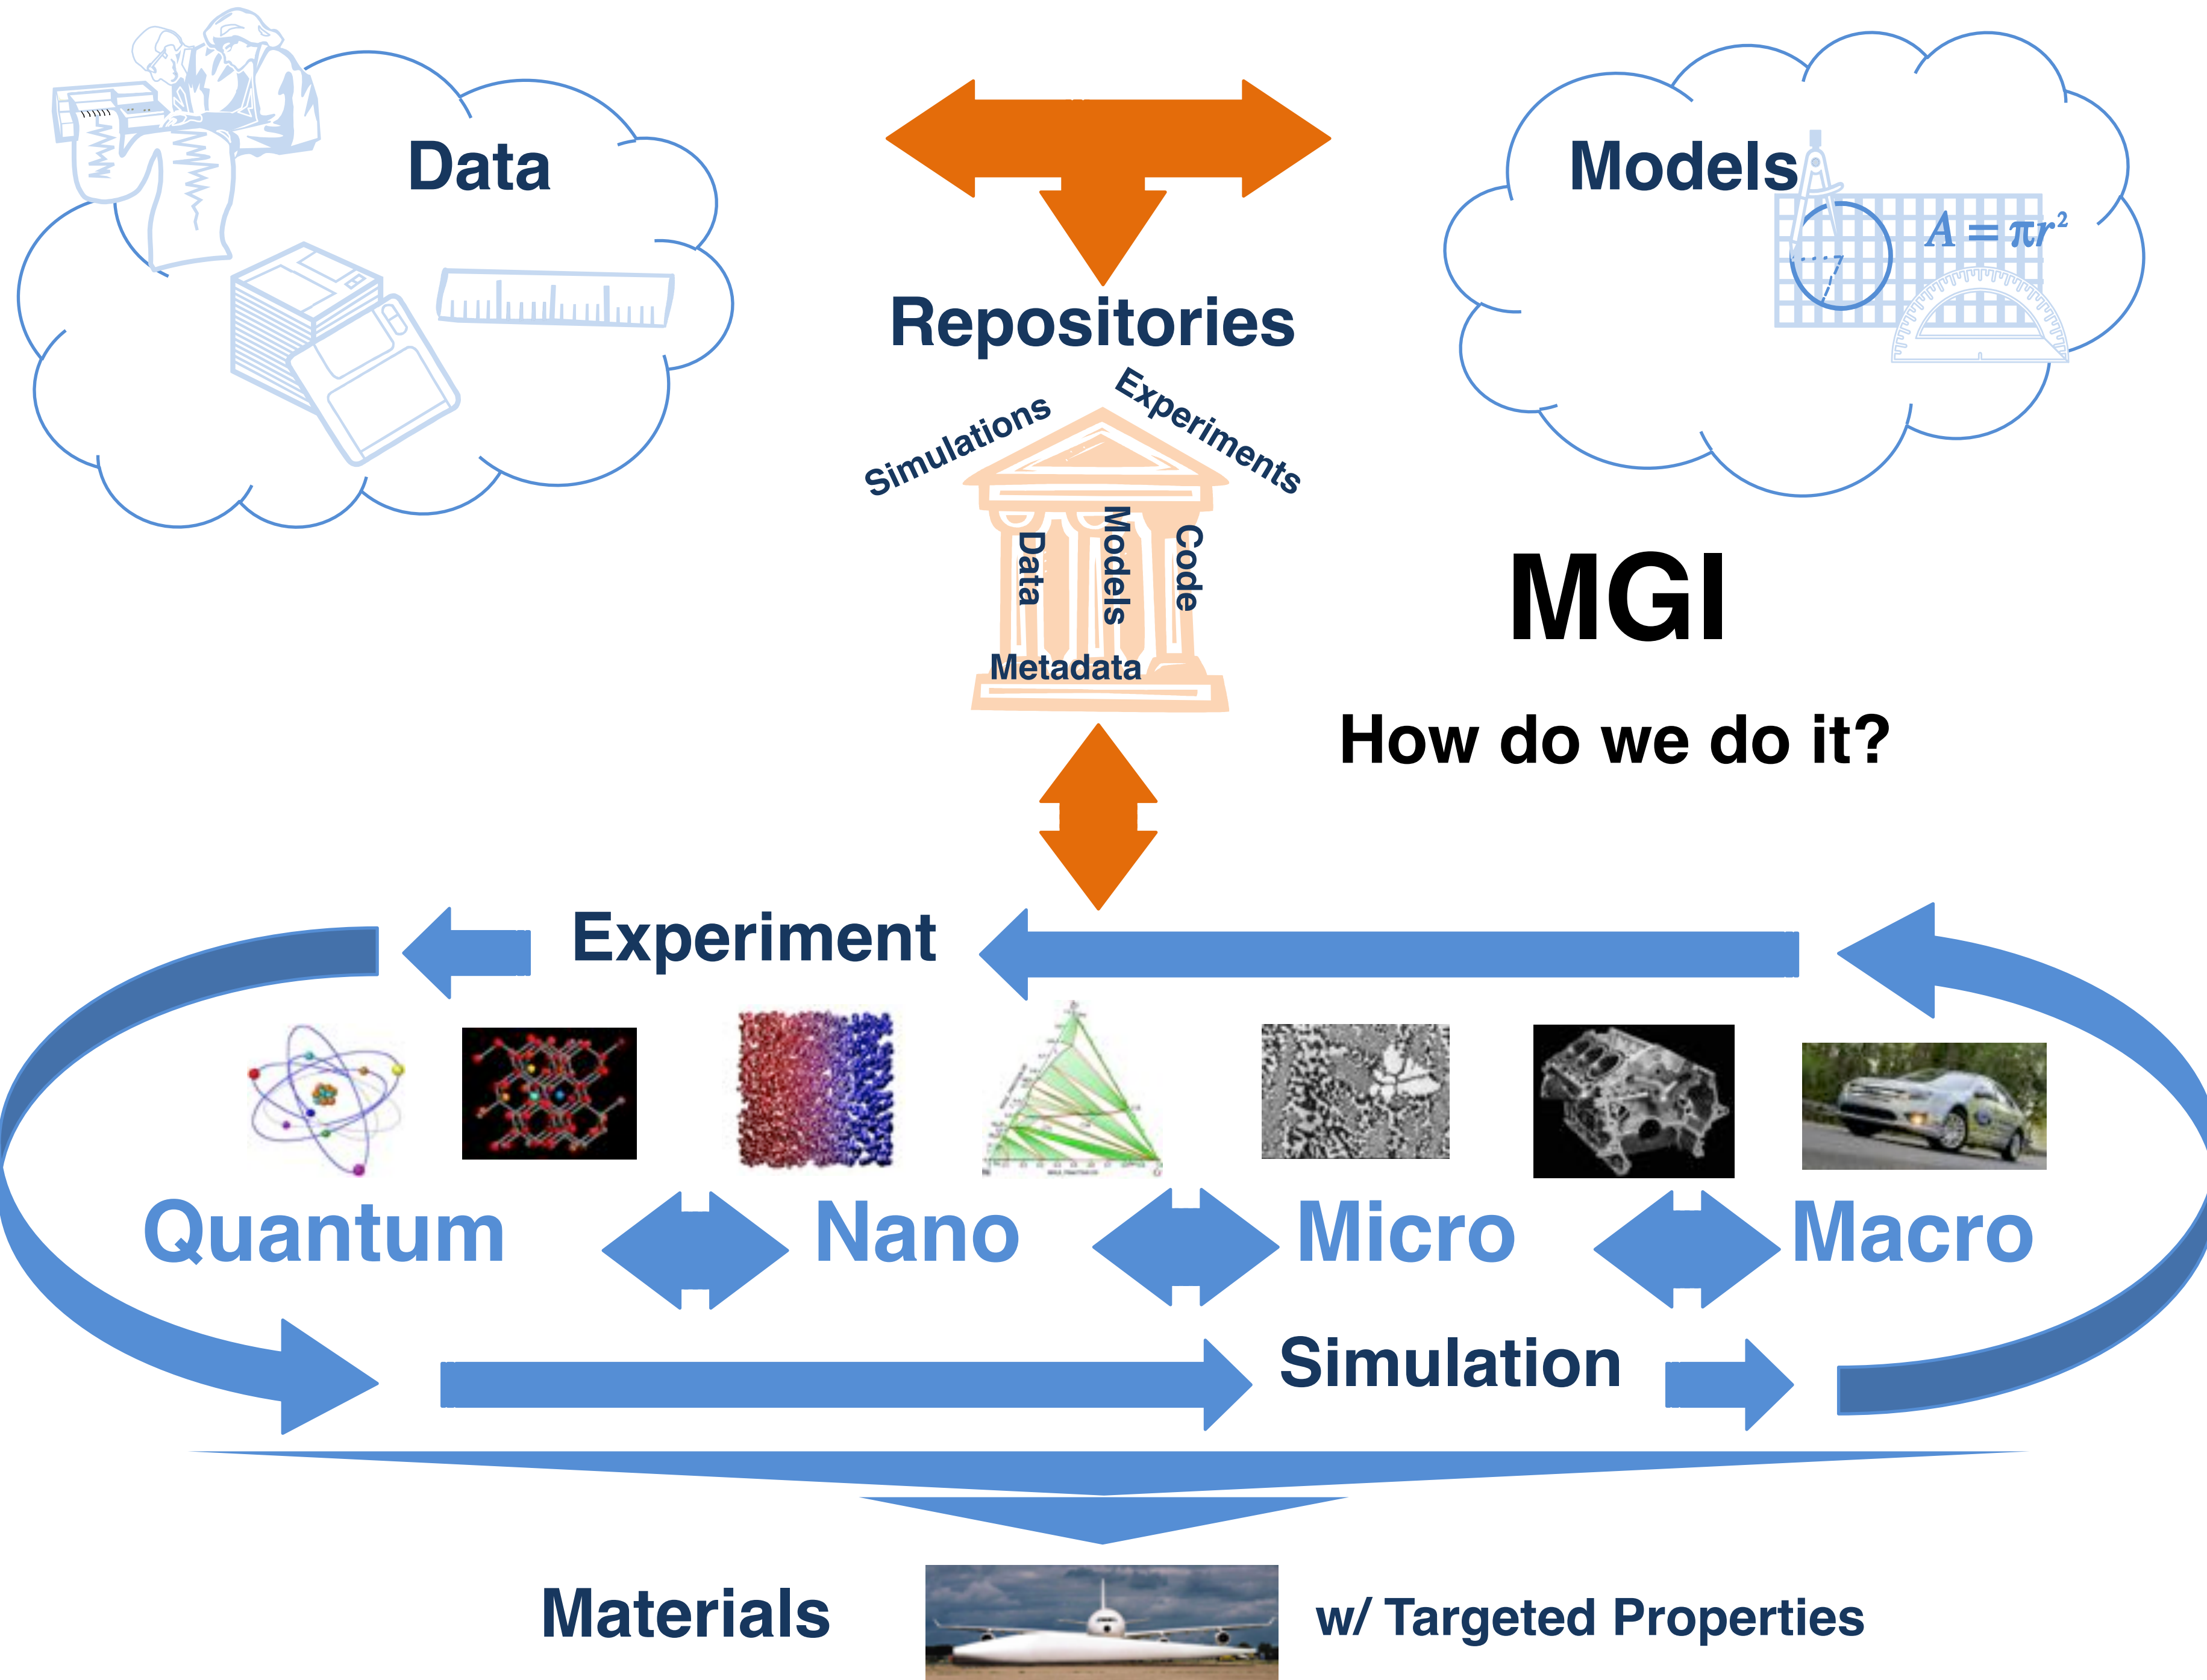 Data
Models
A = πr²
Repositories
Simulations
Experiments
Data
Models
Code
Metadata
MGI
How do we do it?
Experiment
Quantum
Nano
Micro
Macro
Simulation
Materials
w/ Targeted Properties